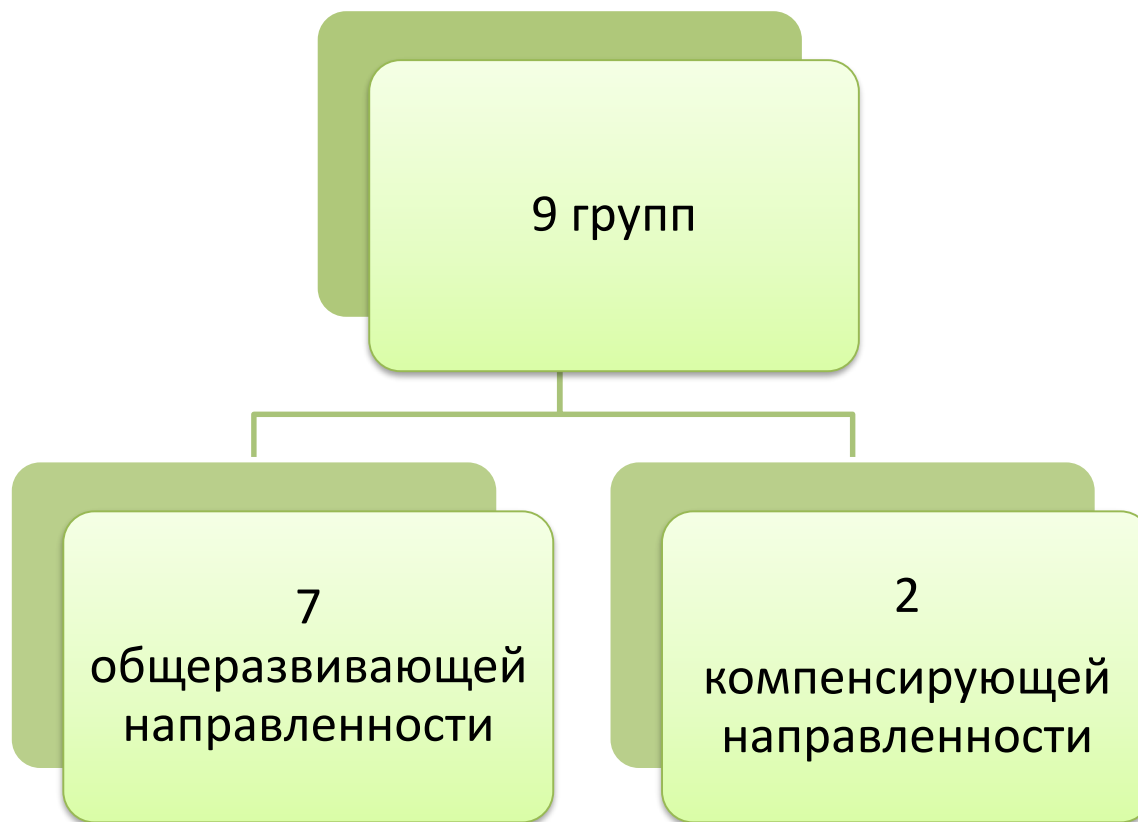 9 групп
7
общеразвивающей
направленности
2
компенсирующей
направленности